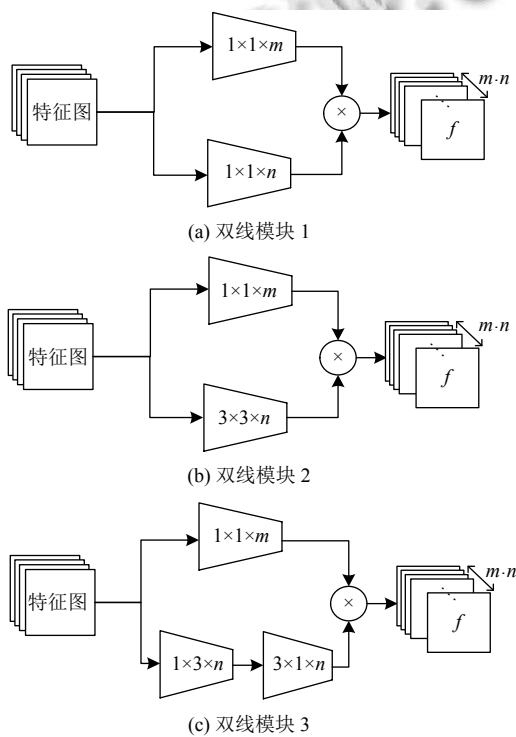 1×1×m
m·n
特征图
×
f
1×1×n
(a) 双线模块 1
1×1×m
m·n
特征图
×
f
3×3×n
(b) 双线模块 2
1×1×m
m·n
特征图
×
f
1×3×n
3×1×n
(c) 双线模块 3